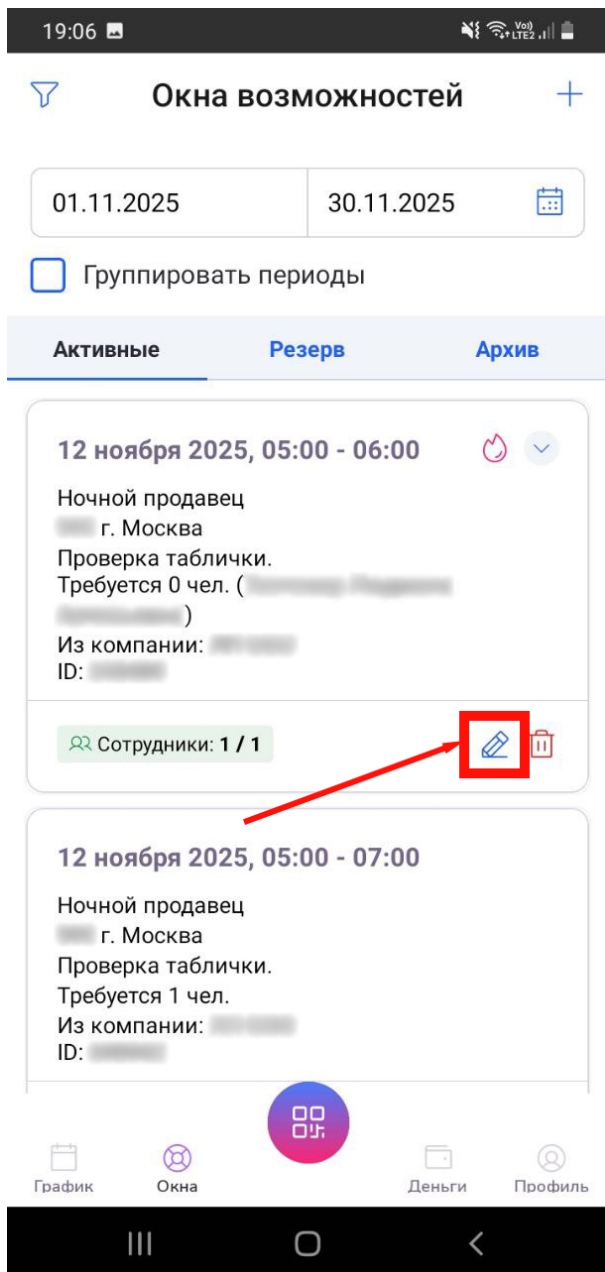 19:06
Vo)) LTE2
Окна возможностей
01.11.2025 30.11.2025
Группировать периоды
Активные Резерв Архив
12 ноября 2025, 05:00 - 06:00
Ночной продавец
г. Москва
Проверка таблички.
Требуется 0 чел. (
)
Из компании:
ID:
Сотрудники: 1 / 1
12 ноября 2025, 05:00 - 07:00
Ночной продавец
г. Москва
Проверка таблички.
Требуется 1 чел.
Из компании:
ID:
График Окна Деньги Профиль